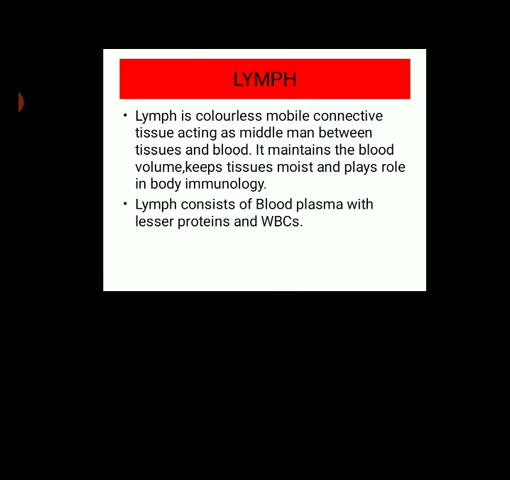 LYMPH
• Lymph is colourless mobile connective
tissue acting as middle man between
tissues and blood. It maintains the blood
volume,keeps tissues moist and plays role
in body immunology.
• Lymph consists of Blood plasma with
lesser proteins and WBCs.